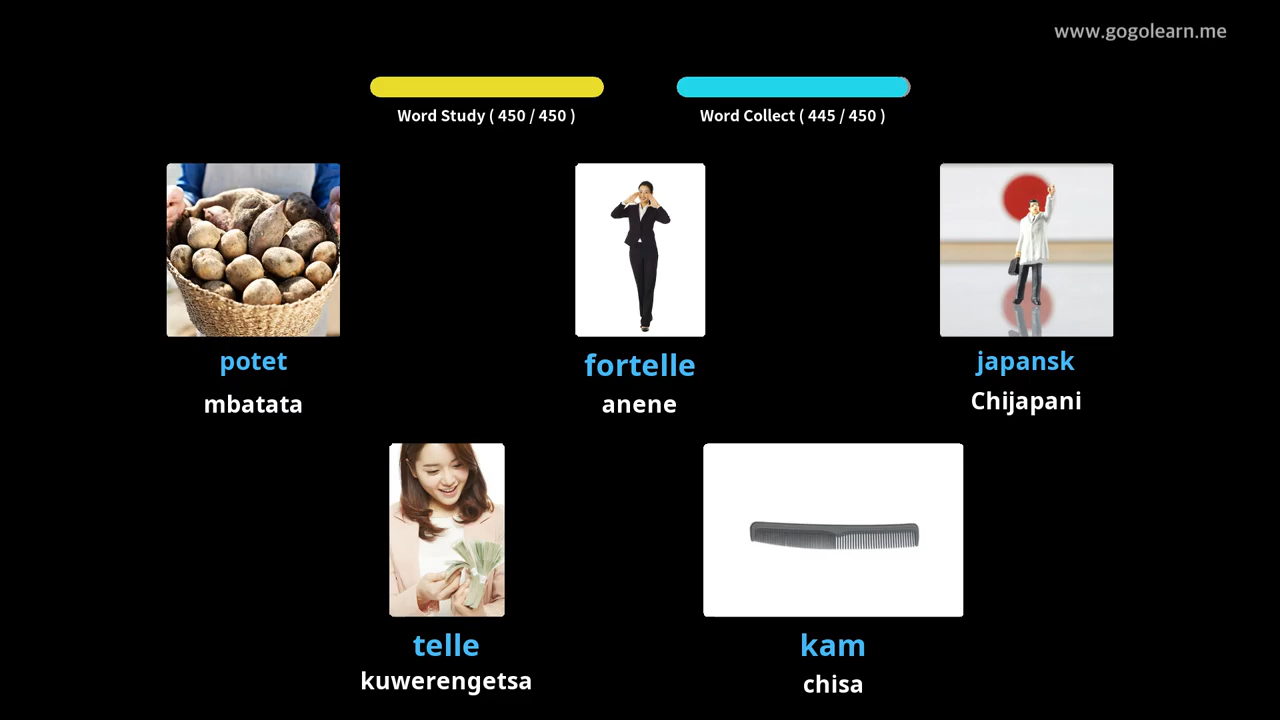 www.gogolearn.me
Word Study ( 450 / 450 )
Word Collect ( 445 / 450 )
potet
mbatata
fortelle
anene
japansk
Chijapani
telle
kuwerengetsa
kam
chisa